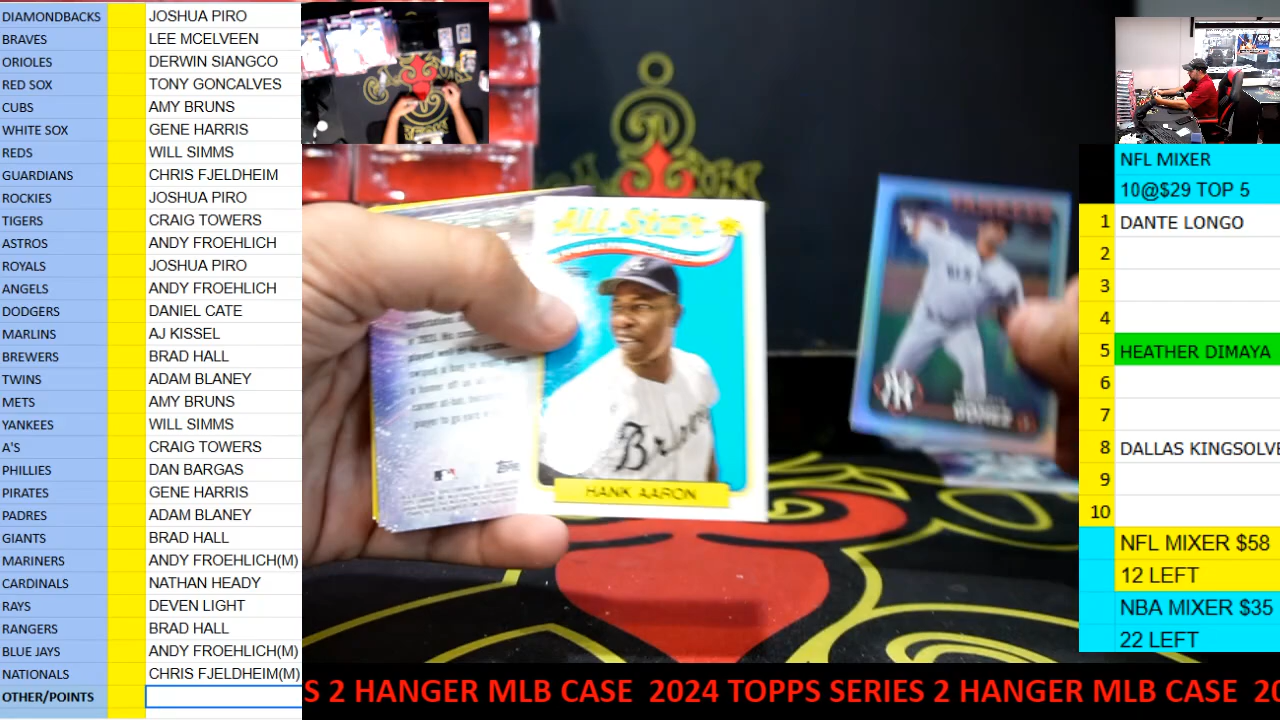 DIAMONDBACKS JOSHUA PIRO
BRAVES LEE MCELVEEN
ORIOLES DERWIN SIANGCO
RED SOX TONY GONCALVES
CUBS AMY BRUNS
WHITE SOX GENE HARRIS
REDS WILL SIMMS
GUARDIANS CHRIS FJELDHEIM
ROCKIES JOSHUA PIRO
TIGERS CRAIG TOWERS
ASTROS ANDY FROEHLICH
ROYALS JOSHUA PIRO
ANGELS ANDY FROEHLICH
DODGERS DANIEL CATE
MARLINS AJ KISSEL
BREWERS BRAD HALL
TWINS ADAM BLANEY
METS AMY BRUNS
YANKEES WILL SIMMS
A'S CRAIG TOWERS
PHILLIES DAN BARGAS
PIRATES GENE HARRIS
PADRES ADAM BLANEY
GIANTS BRAD HALL
MARINERS ANDY FROEHLICH(M)
CARDINALS NATHAN HEADY
RAYS DEVEN LIGHT
RANGERS BRAD HALL
BLUE JAYS ANDY FROEHLICH(M)
NATIONALS CHRIS FJELDHEIM(M)
OTHER/POINTS
All-Star
HANK AARON
NFL MIXER
10@$29 TOP 5
1 DANTE LONGO
2
3
4
5 HEATHER DIMAYA
6
7
8 DALLAS KINGSOLVE
9
10
NFL MIXER $58
12 LEFT
NBA MIXER $35
22 LEFT
S 2 HANGER MLB CASE 2024 TOPPS SERIES 2 HANGER MLB CASE 20